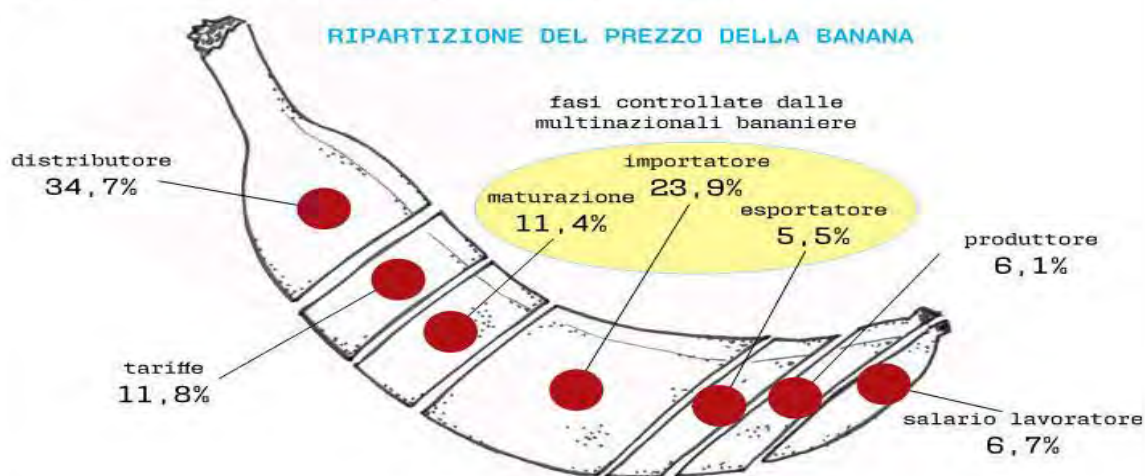 RIPARTIZIONE DEL PREZZO DELLA BANANA
fasi controllate dalle
multinazionali bananiere
distributore
34,7%
importatore
23,9%
maturazione
11,4%
esportatore
5,5%
produttore
6,1%
tariffe
11,8%
salario lavoratore
6,7%